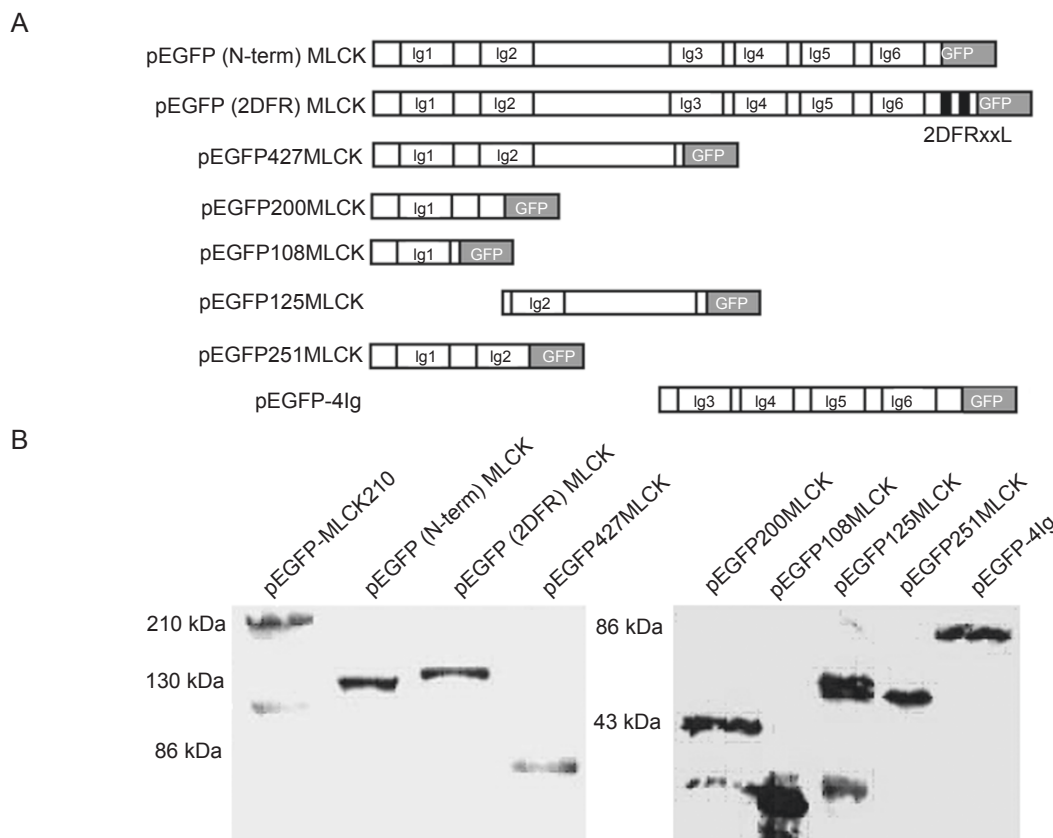 A
pEGFP (N-term) MLCK Ig1 Ig2 Ig3 Ig4 Ig5 Ig6 GFP
pEGFP (2DFR) MLCK Ig1 Ig2 Ig3 Ig4 Ig5 Ig6 GFP
2DFRxxL
pEGFP427MLCK Ig1 Ig2 GFP
pEGFP200MLCK Ig1 GFP
pEGFP108MLCK Ig1 GFP
pEGFP125MLCK Ig2 GFP
pEGFP251MLCK Ig1 Ig2 GFP
pEGFP-4Ig Ig3 Ig4 Ig5 Ig6 GFP
B
pEGFP-MLCK210
pEGFP (N-term) MLCK
pEGFP (2DFR) MLCK
pEGFP427MLCK
pEGFP200MLCK
pEGFP108MLCK
pEGFP125MLCK
pEGFP251MLCK
pEGFP-4Ig
210 kDa
130 kDa
86 kDa
86 kDa
43 kDa